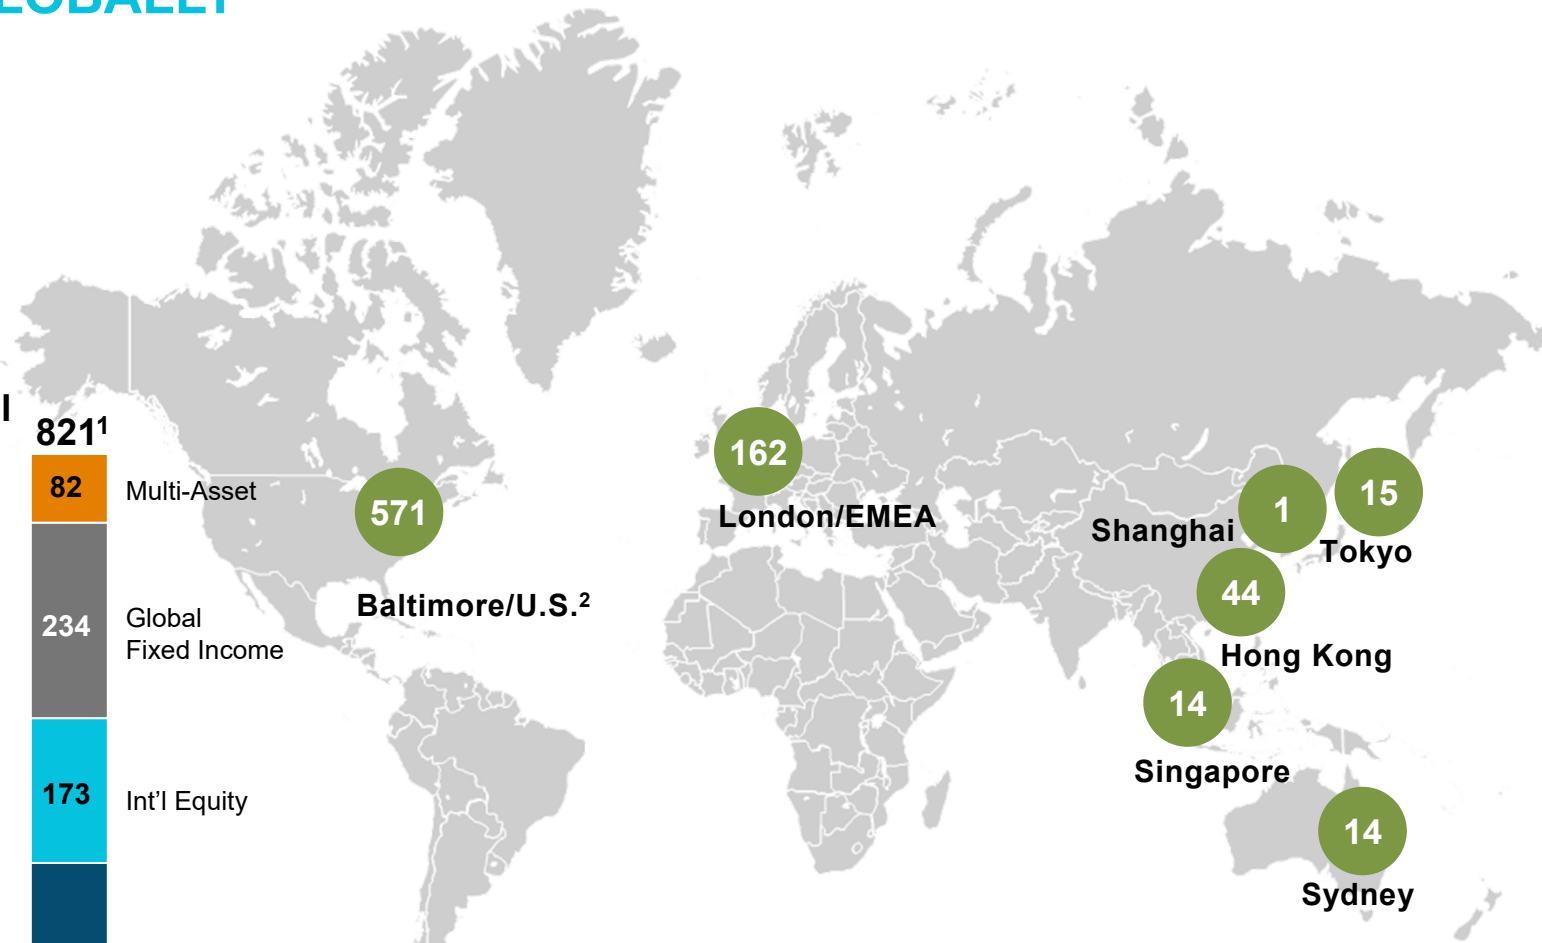 821¹
82
Multi-Asset
234
Global
Fixed Income
173
Int'l Equity
571
Baltimore/U.S.²
162
London/EMEA
Shanghai
1
15
Tokyo
44
Hong Kong
14
Singapore
14
Sydney